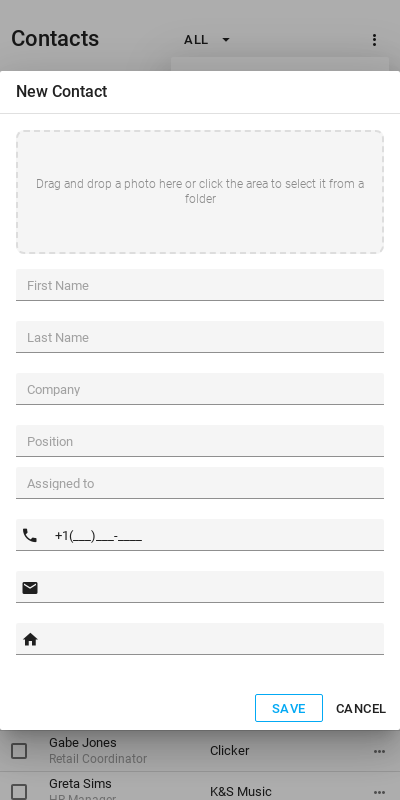 Contacts
ALL
New Contact
Drag and drop a photo here or click the area to select it from a
folder
First Name
Last Name
Company
Position
Assigned to
+1(___)___-____
SAVE
CANCEL
Gabe Jones
Retail Coordinator
Clicker
Greta Sims
HR Manager
K&S Music